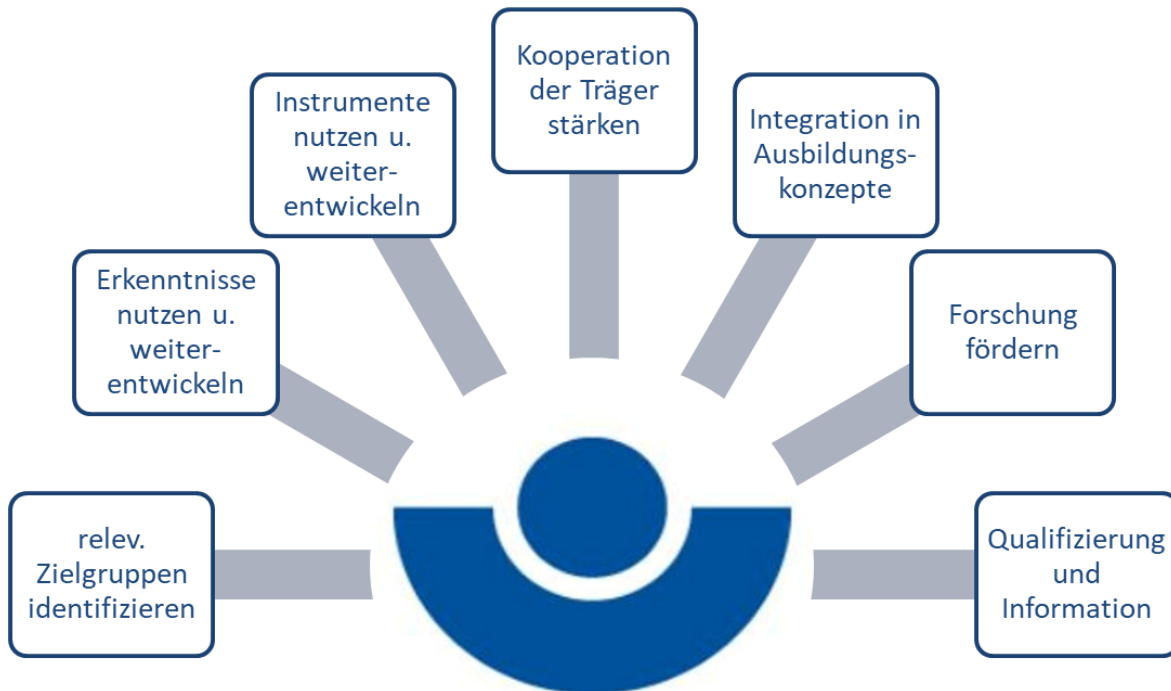 relev.
Zielgruppen
identifizieren
Erkenntnisse
nutzen u.
weiter-
entwickeln
Instrumente
nutzen u.
weiter-
entwickeln
Kooperation
der Träger
stärken
Integration in
Ausbildungs-
konzepte
Forschung
fördern
Qualifizierung
und
Information